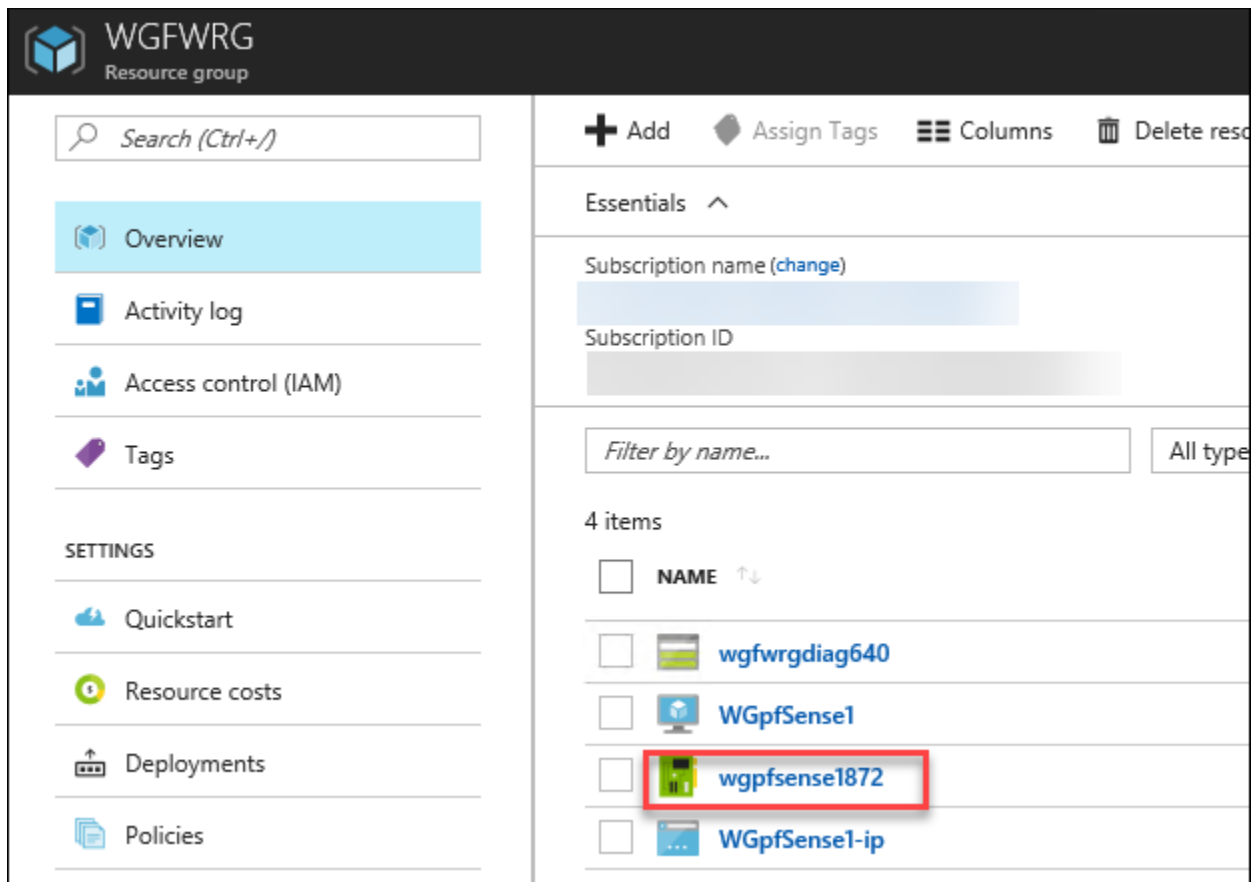 WGFWRG
Resource group
Search (Ctrl+/)
Overview
Activity log
Access control (IAM)
Tags
SETTINGS
Quickstart
Resource costs
Deployments
Policies
Add Assign Tags Columns Delete reso
Essentials
Subscription name (change)
Subscription ID
Filter by name... All type
4 items
NAME
wgfwrgdiag640
WGpfSense1
wgpfsense1872
WGpfSense1-ip